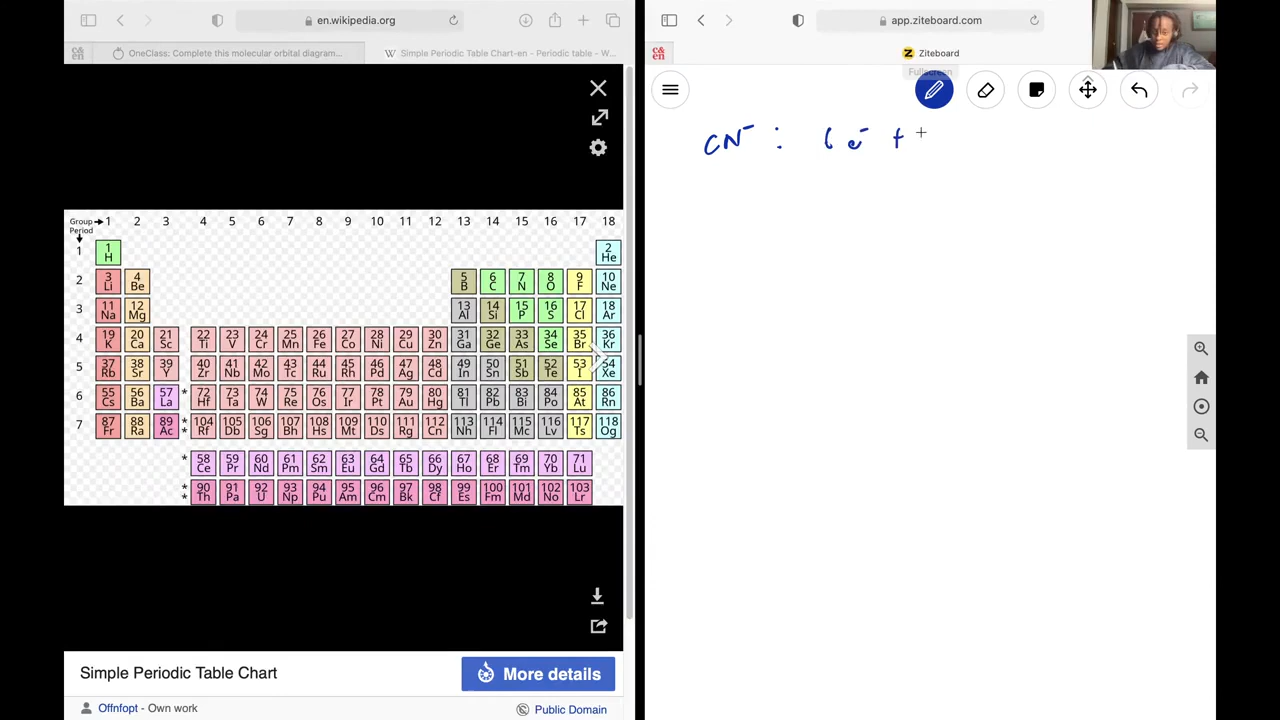 en.wikipedia.org
app.ziteboard.com
c& en
OneClass: Complete this molecular orbital diagram...
W Simple Periodic Table Chart-en - Periodic table - W...
c& en
Z Ziteboard
Fullscreen
CN⁻ : 6 e⁻ +
Group 1 2 3 4 5 6 7 8 9 10 11 12 13 14 15 16 17 18
Period
1 1 H 2 He
2 3 Li 4 Be 5 B 6 C 7 N 8 O 9 F 10 Ne
3 11 Na 12 Mg 13 Al 14 Si 15 P 16 S 17 Cl 18 Ar
4 19 K 20 Ca 21 Sc 22 Ti 23 V 24 Cr 25 Mn 26 Fe 27 Co 28 Ni 29 Cu 30 Zn 31 Ga 32 Ge 33 As 34 Se 35 Br 36 Kr
5 37 Rb 38 Sr 39 Y 40 Zr 41 Nb 42 Mo 43 Tc 44 Ru 45 Rh 46 Pd 47 Ag 48 Cd 49 In 50 Sn 51 Sb 52 Te 53 I 54 Xe
6 55 Cs 56 Ba 57 La * 72 Hf 73 Ta 74 W 75 Re 76 Os 77 Ir 78 Pt 79 Au 80 Hg 81 Tl 82 Pb 83 Bi 84 Po 85 At 86 Rn
7 87 Fr 88 Ra 89 Ac ** 104 Rf 105 Db 106 Sg 107 Bh 108 Hs 109 Mt 110 Ds 111 Rg 112 Cn 113 Nh 114 Fl 115 Mc 116 Lv 117 Ts 118 Og
* 58 Ce 59 Pr 60 Nd 61 Pm 62 Sm 63 Eu 64 Gd 65 Tb 66 Dy 67 Ho 68 Er 69 Tm 70 Yb 71 Lu
** 90 Th 91 Pa 92 U 93 Np 94 Pu 95 Am 96 Cm 97 Bk 98 Cf 99 Es 100 Fm 101 Md 102 No 103 Lr
Simple Periodic Table Chart
More details
Offnfopt - Own work
Public Domain